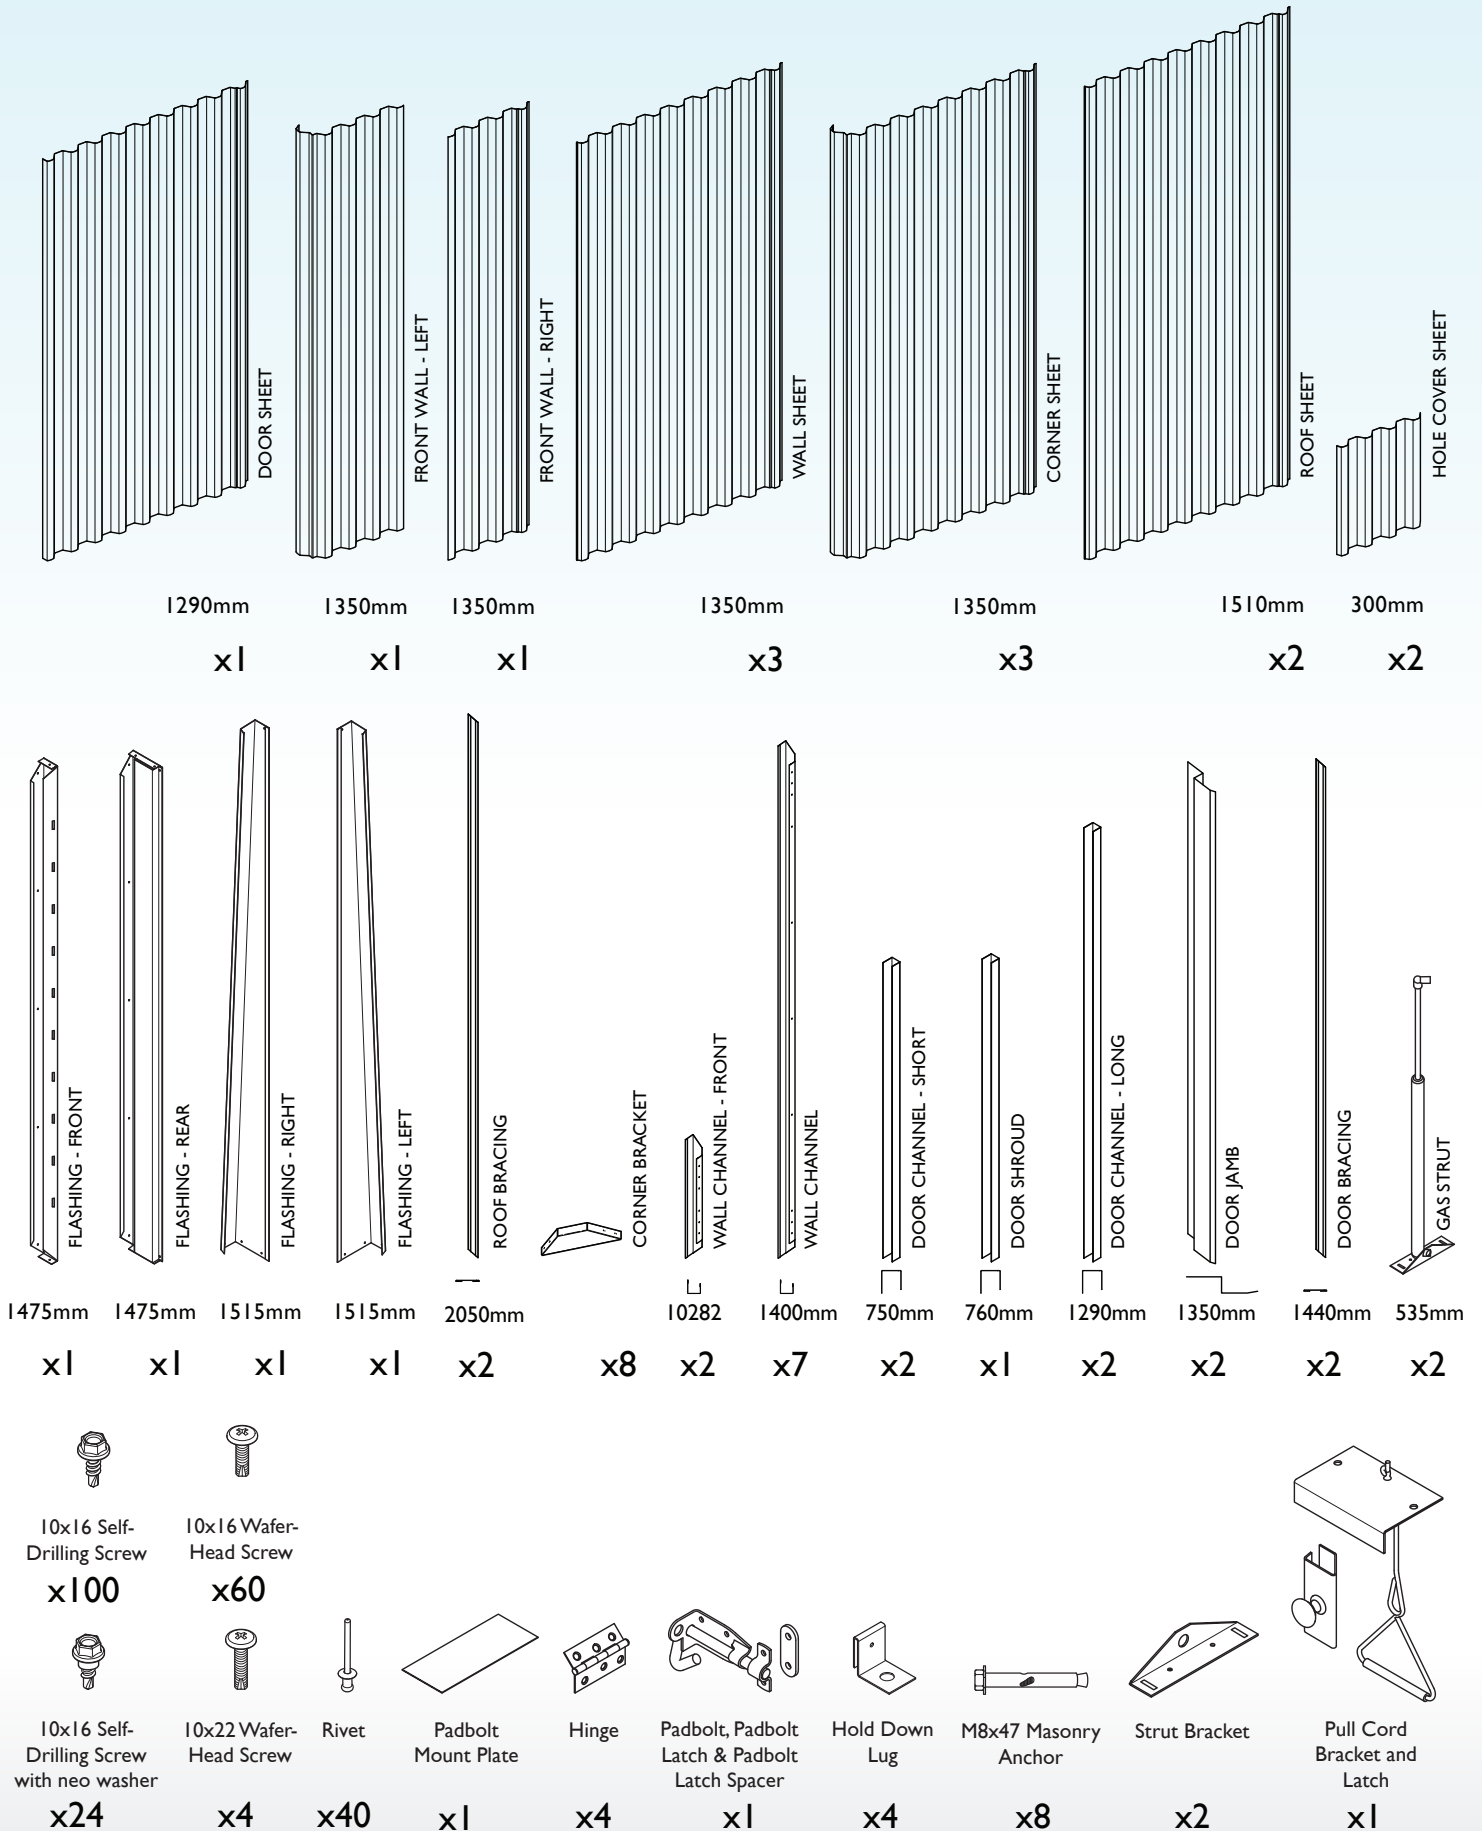 DOOR SHEET
FRONT WALL - LEFT
FRONT WALL - RIGHT
WALL SHEET
CORNER SHEET
ROOF SHEET
HOLE COVER SHEET
1290mm 1350mm 1350mm 1350mm 1350mm 1510mm 300mm
x1 x1 x1 x3 x3 x2 x2
FLASHING - FRONT
FLASHING - REAR
FLASHING - RIGHT
FLASHING - LEFT
ROOF BRACING
CORNER BRACKET
WALL CHANNEL - FRONT
WALL CHANNEL
DOOR CHANNEL - SHORT
DOOR SHROUD
DOOR CHANNEL - LONG
DOOR JAMB
DOOR BRACING
GAS STRUT
1475mm 1475mm 1515mm 1515mm 2050mm 10282 1400mm 750mm 760mm 1290mm 1350mm 1440mm 535mm
x1 x1 x1 x1 x2 x8 x2 x7 x2 x1 x2 x2 x2 x2
10x16 Self-
Drilling Screw
x100
10x16 Wafer-
Head Screw
x60
10x16 Self-
Drilling Screw
with neo washer
x24
10x22 Wafer-
Head Screw
x4
Rivet
x40
Padbolt
Mount Plate
x1
Hinge
x4
Padbolt, Padbolt
Latch & Padbolt
Latch Spacer
x1
Hold Down
Lug
x4
M8x47 Masonry
Anchor
x8
Strut Bracket
x2
Pull Cord
Bracket and
Latch
x1